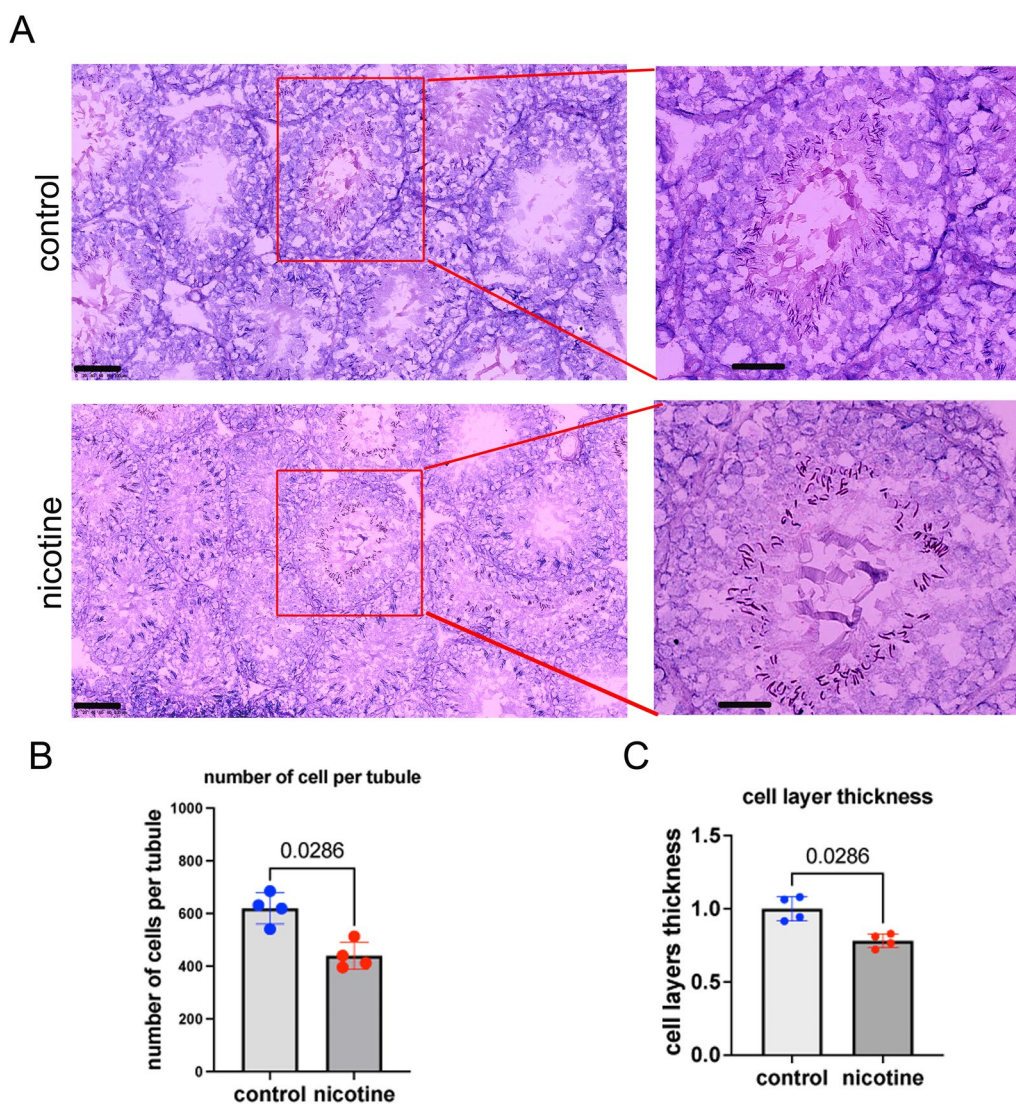 A
control
nicotine
B
number of cell per tubule
number of cells per tubule
1000
800
600
400
200
0
0.0286
control nicotine
C
cell layer thickness
cell layers thickness
1.5
1.0
0.5
0.0
0.0286
control nicotine